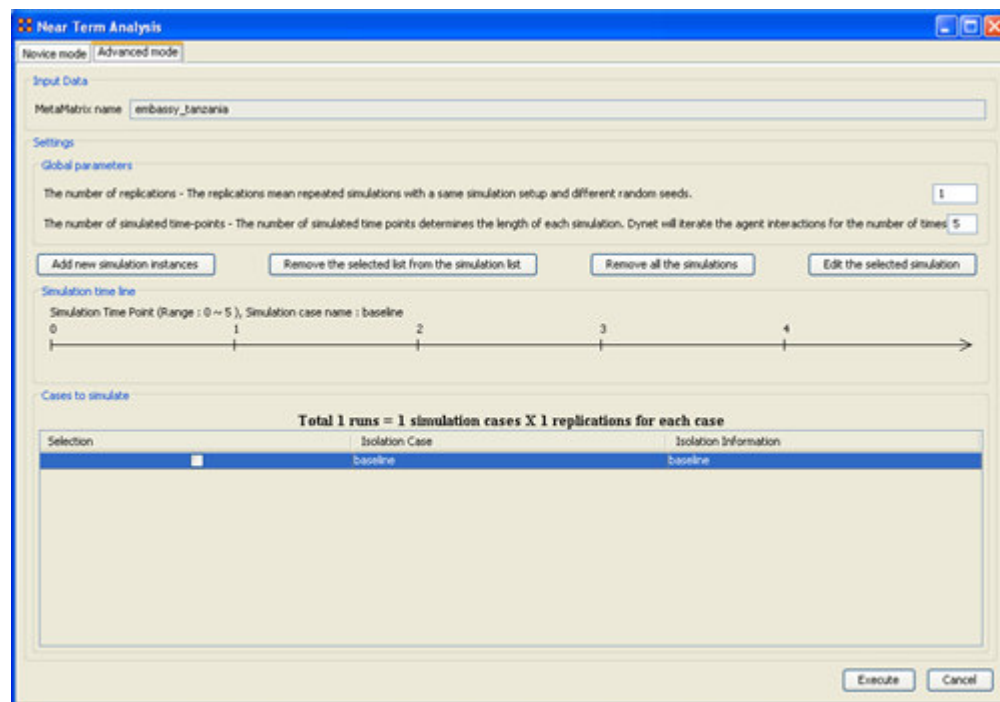 Near Term Analysis
Novice mode Advanced mode
Input Data
MetaMatrix name embassy_tanzania
Settings
Global parameters
The number of replications - The replications mean repeated simulations with a same simulation setup and different random seeds. 1
The number of simulated time-points - The number of simulated time points determines the length of each simulation. Dynet will iterate the agent interactions for the number of times 5
Add new simulation instances Remove the selected list from the simulation list Remove all the simulations Edit the selected simulation
Simulation time line
Simulation Time Point (Range : 0 ~ 5 ), Simulation case name : baseline
0 1 2 3 4
Cases to simulate
Total 1 runs = 1 simulation cases X 1 replications for each case
Selection Isolation Case Isolation Information
baseline baseline
Execute Cancel